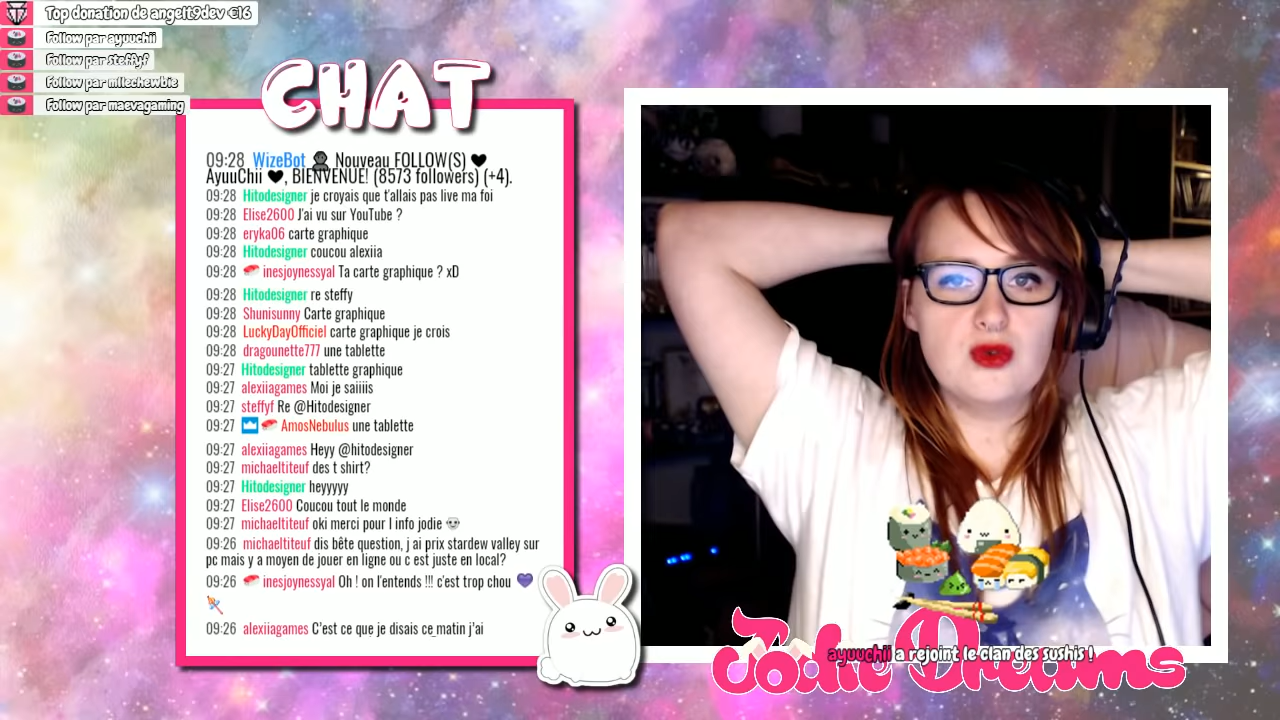 Top donation de angel19dev €16
Follow par ayuuchii
Follow par steffyf
Follow par mllechewbie
Follow par maevagaming
CHAT
09:28 WizeBot Nouveau FOLLOW(S) ♥
AyuuChii ♥, BIENVENUE! (8573 followers) (+4).
09:28 Hitodesigner je croyais que t'allais pas live ma foi
09:28 Elise2600 J'ai vu sur YouTube ?
09:28 eryka06 carte graphique
09:28 Hitodesigner coucou alexiia
09:28 inesjoynessyal Ta carte graphique ? xD
09:28 Hitodesigner re steffy
09:28 Shunisunny Carte graphique
09:28 LuckyDayOfficiel carte graphique je crois
09:28 dragounette777 une tablette
09:27 Hitodesigner tablette graphique
09:27 alexiiagames Moi je saiiiis
09:27 steffyf Re @Hitodesigner
09:27 AmosNebulus une tablette
09:27 alexiiagames Heyy @hitodesigner
09:27 michaeltiteuf des t shirt?
09:27 Hitodesigner heyyyyy
09:27 Elise2600 Coucou tout le monde
09:27 michaeltiteuf oki merci pour l info jodie
09:26 michaeltiteuf dis bête question, j ai prix stardew valley sur
pc mais y a moyen de jouer en ligne ou c est juste en local?
09:26 inesjoynessyal Oh ! on l'entends !!! c'est trop chou 💜
09:26 alexiiagames C'est ce que je disais ce matin j'ai
Jodie Dreams
ayuuchii a rejoint le clan des sushis !